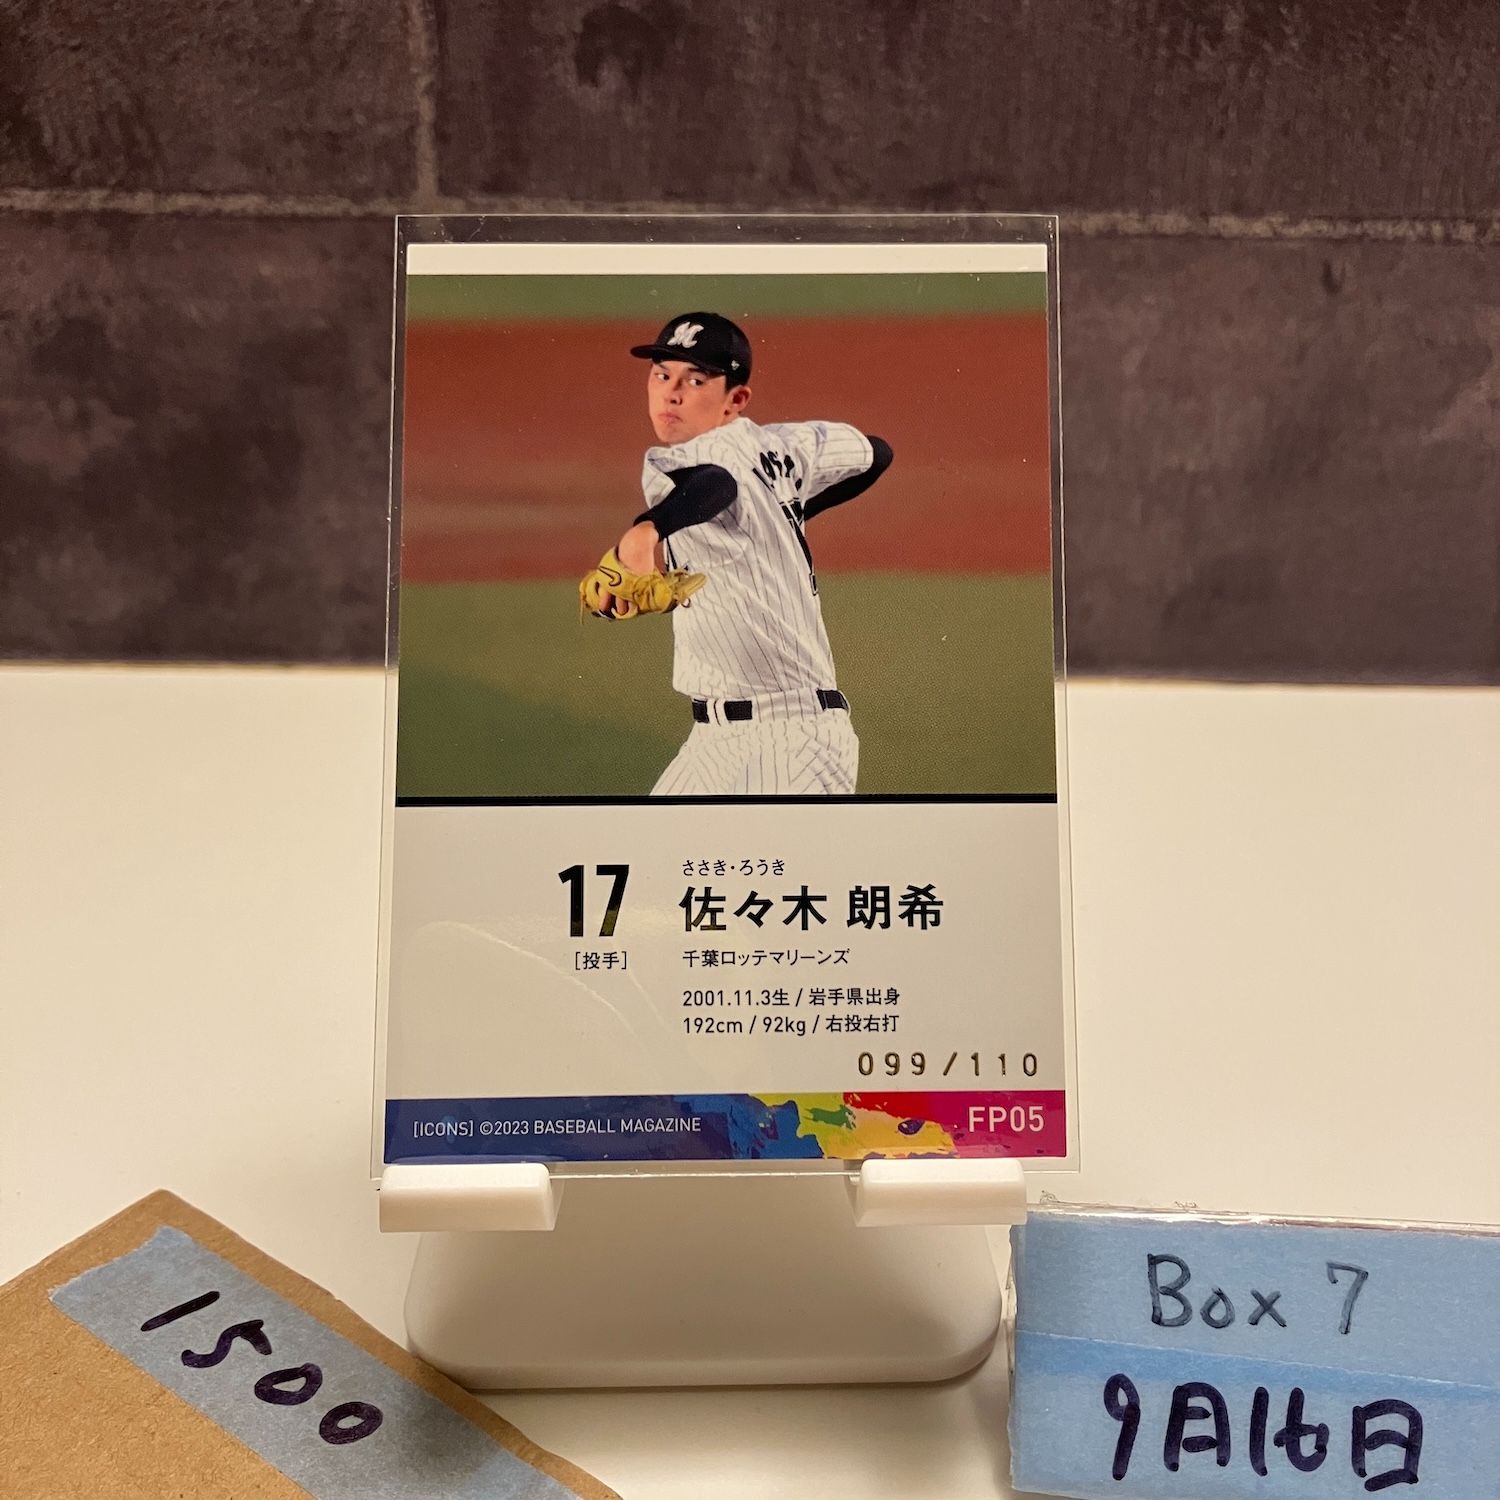 M
17
ささき・ろうき
佐々木 朗希
[投手]
千葉ロッテマリーンズ
2001.11.3生 / 岩手県出身
192cm / 92kg / 右投右打
099/110
[ICONS] ©2023 BASEBALL MAGAZINE
FP05
1500
Box 7
9月16日